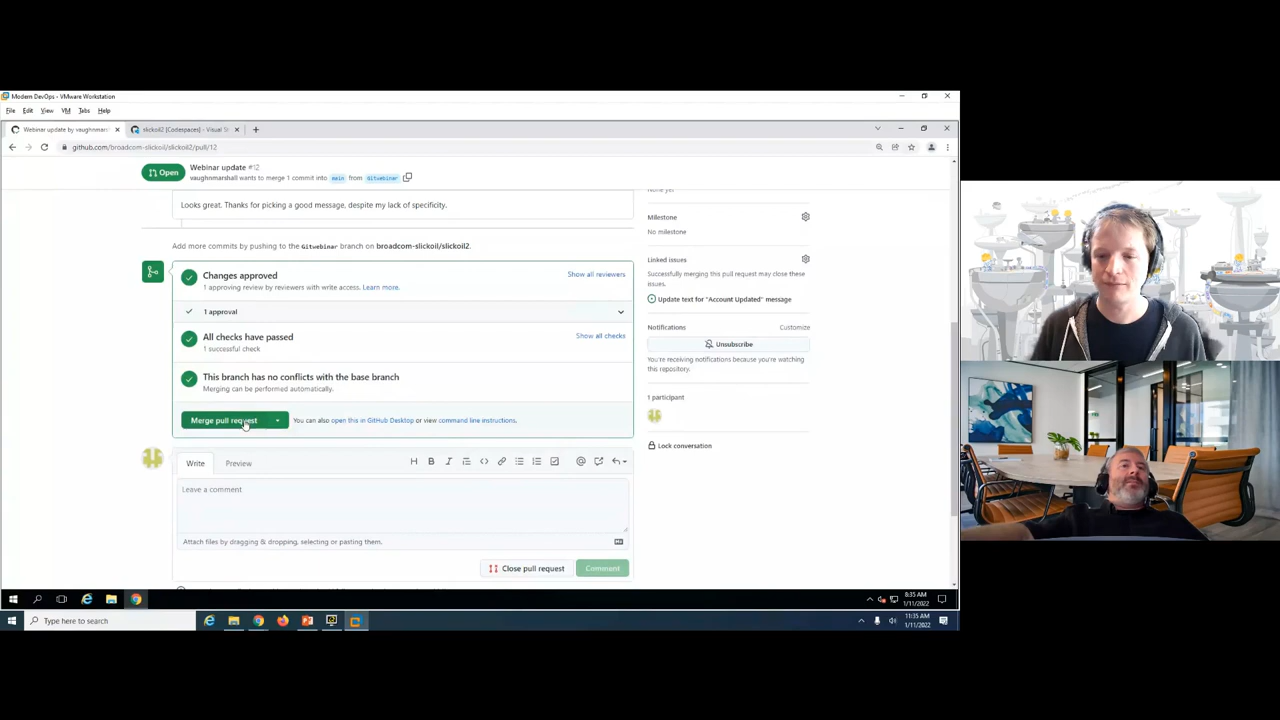 Modern DevOps - VMware Workstation
File Edit View VM Tabs Help
Webinar update by vaughnmars
slickoil2 [Codespaces] - Visual St
github.com/broadcom-slickoil/slickoil2/pull/12
Open
Webinar update #12
vaughnmarshall wants to merge 1 commit into main from Gitwebinar
None yet
Looks great. Thanks for picking a good message, despite my lack of specificity.
Milestone
No milestone
Add more commits by pushing to the Gitwebinar branch on broadcom-slickoil/slickoil2.
Linked issues
Successfully merging this pull request may close these
issues.
Update text for "Account Updated" message
Changes approved
Show all reviewers
1 approving review by reviewers with write access. Learn more.
1 approval
Notifications
Customize
Unsubscribe
You're receiving notifications because you're watching
this repository.
All checks have passed
Show all checks
1 successful check
This branch has no conflicts with the base branch
Merging can be performed automatically.
1 participant
Merge pull request
You can also open this in GitHub Desktop or view command line instructions.
Lock conversation
Write
Preview
Leave a comment
Attach files by dragging & dropping, selecting or pasting them.
Close pull request
Comment
8:35 AM
1/11/2022
Type here to search
11:35 AM
1/11/2022